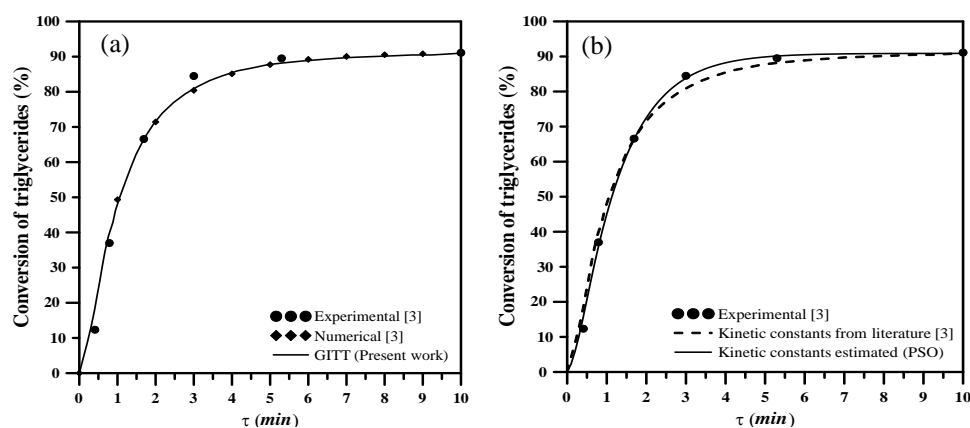 (a)
Conversion of triglycerides (%)
100
90
80
70
60
50
40
30
20
10
0
Experimental [3]
Numerical [3]
GITT (Present work)
0 1 2 3 4 5 6 7 8 9 10
τ (min)
(b)
Conversion of triglycerides (%)
100
90
80
70
60
50
40
30
20
10
0
Experimental [3]
Kinetic constants from literature [3]
Kinetic constants estimated (PSO)
0 1 2 3 4 5 6 7 8 9 10
τ (min)